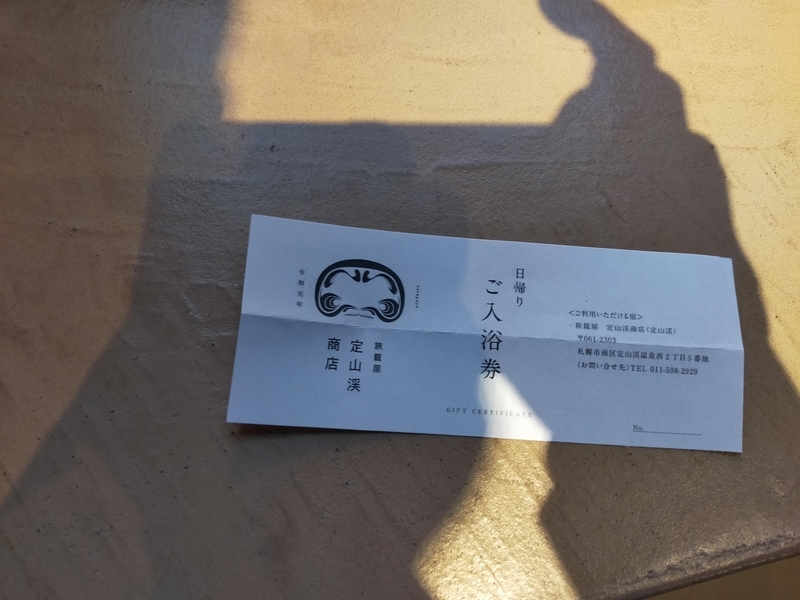 令和元年
旅籠屋
定山渓
商店
日帰り
ご入浴券
GIFT CERTIFICATE
<ご利用いただける宿>
・旅籠屋 定山渓商店(定山渓)
〒061-2303
札幌市南区定山渓温泉西2丁目5番地
(お問い合せ先)TEL 011-598-2929
No.